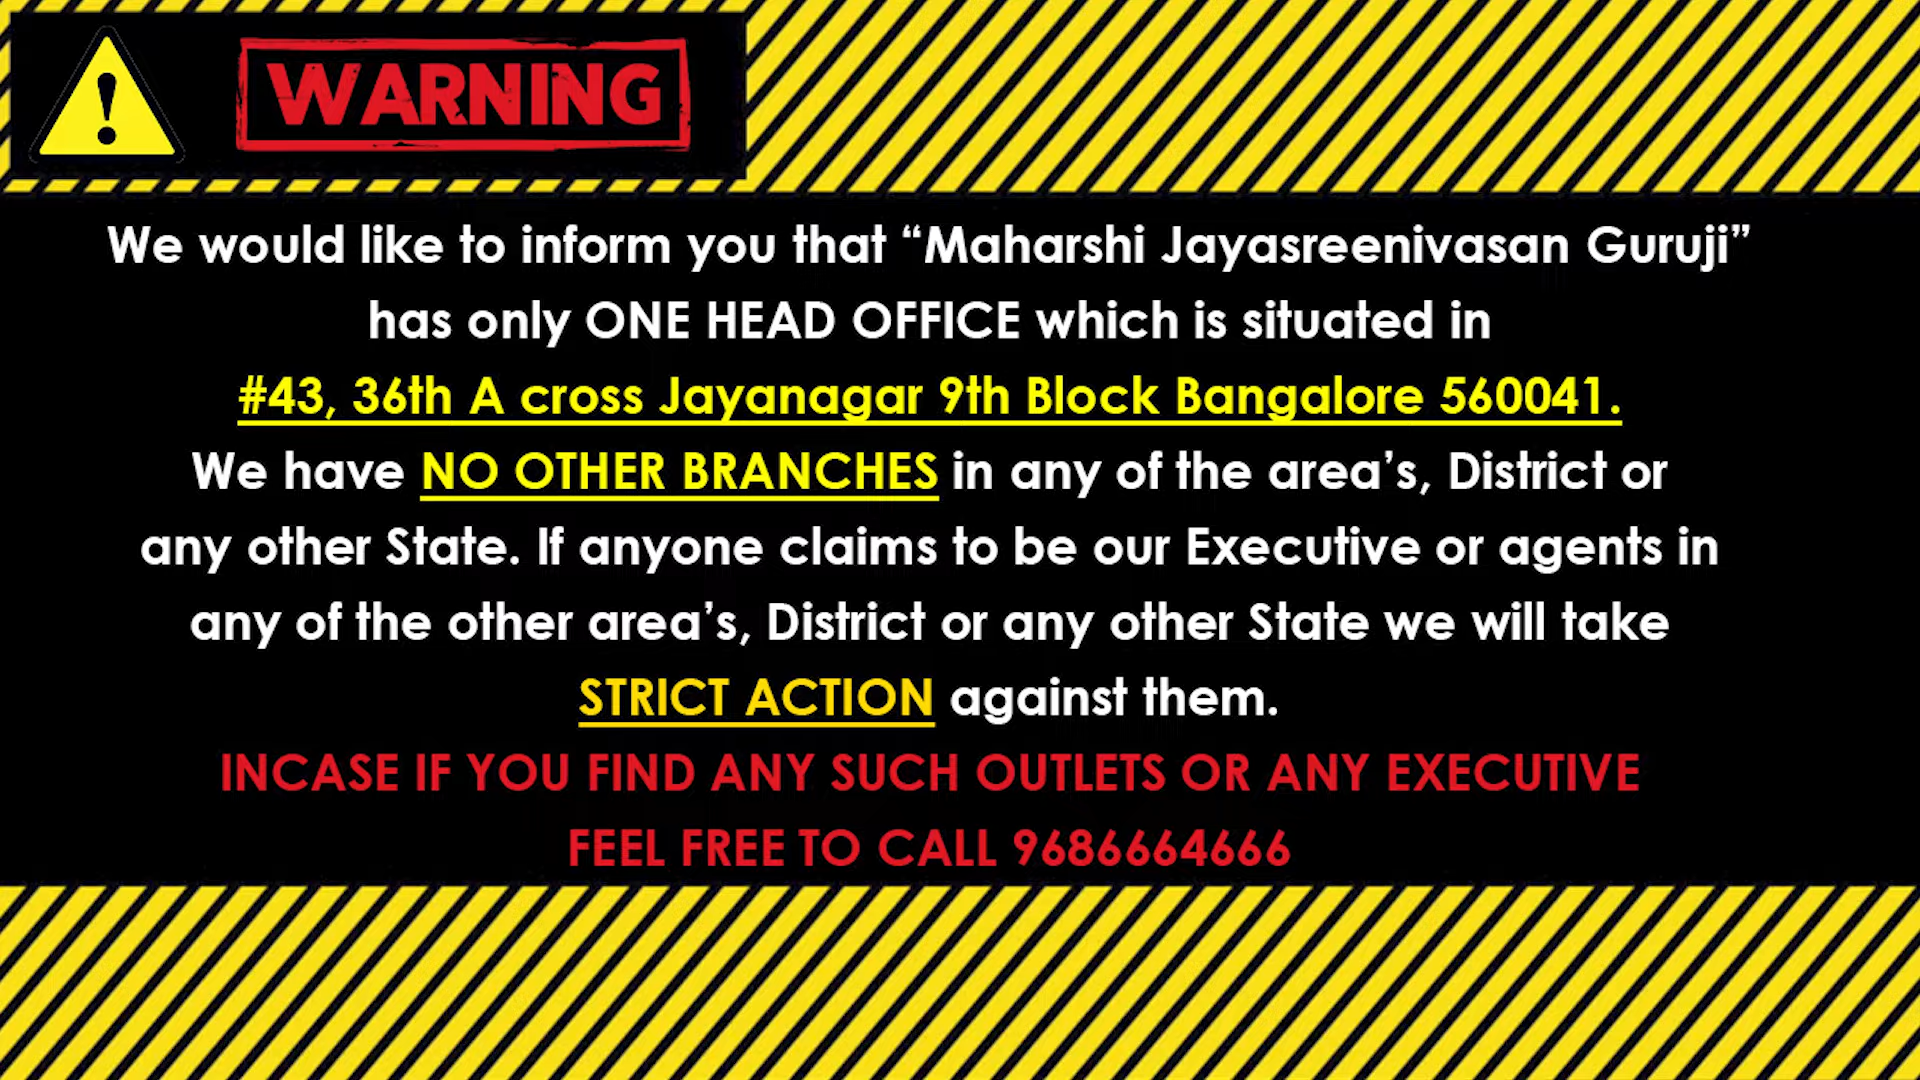 WARNING
We would like to inform you that “Maharshi Jayasreenivasan Guruji”
has only ONE HEAD OFFICE which is situated in
#43, 36th A cross Jayanagar 9th Block Bangalore 560041.
We have NO OTHER BRANCHES in any of the area’s, District or
any other State. If anyone claims to be our Executive or agents in
any of the other area’s, District or any other State we will take
STRICT ACTION against them.
INCASE IF YOU FIND ANY SUCH OUTLETS OR ANY EXECUTIVE
FEEL FREE TO CALL 9686664666